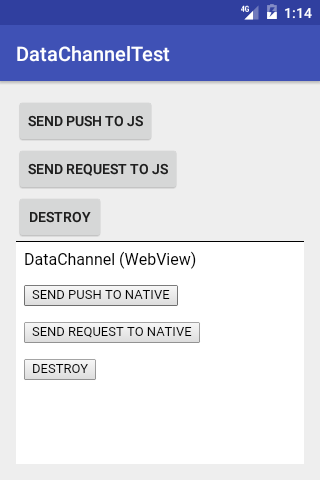 4G 1:14
DataChannelTest
SEND PUSH TO JS
SEND REQUEST TO JS
DESTROY
DataChannel (WebView)
SEND PUSH TO NATIVE
SEND REQUEST TO NATIVE
DESTROY